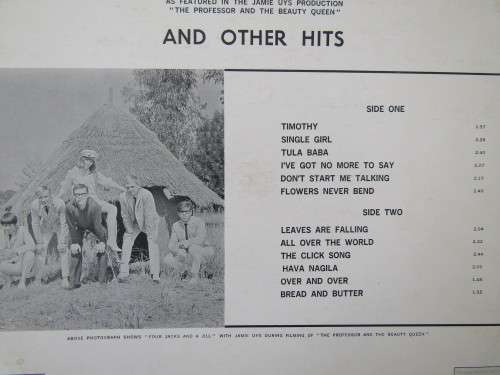 AS FEATURED IN THE JAMIE UYS PRODUCTION
"THE PROFESSOR AND THE BEAUTY QUEEN"
AND OTHER HITS
SIDE ONE
TIMOTHY 2.57
SINGLE GIRL
TULA BABA
I'VE GOT NO MORE TO SAY
DON'T START ME TALKING
FLOWERS NEVER BEND
SIDE TWO
LEAVES ARE FALLING
ALL OVER THE WORLD
THE CLICK SONG
HAVA NAGILA
OVER AND OVER
BREAD AND BUTTER
ABOVE PHOTOGRAPH SHOWS "FOUR JACKS AND A JILL" WITH JAMIE UYS DURING FILMING OF "THE PROFESSOR AND THE BEAUTY QUEEN"